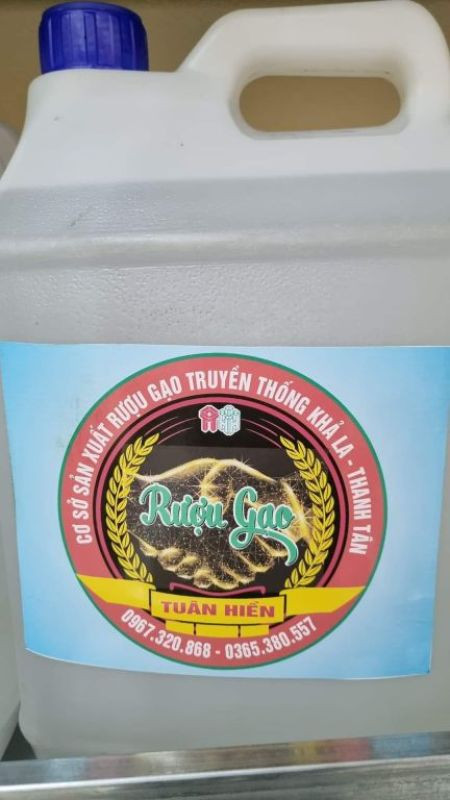 CƠ SỞ SẢN XUẤT RƯỢU GẠO TRUYỀN THỐNG KHẢ LA - THANH TÂN
Rượu Gạo
TUÂN HIỀN
0967.320.868 - 0365.380.557